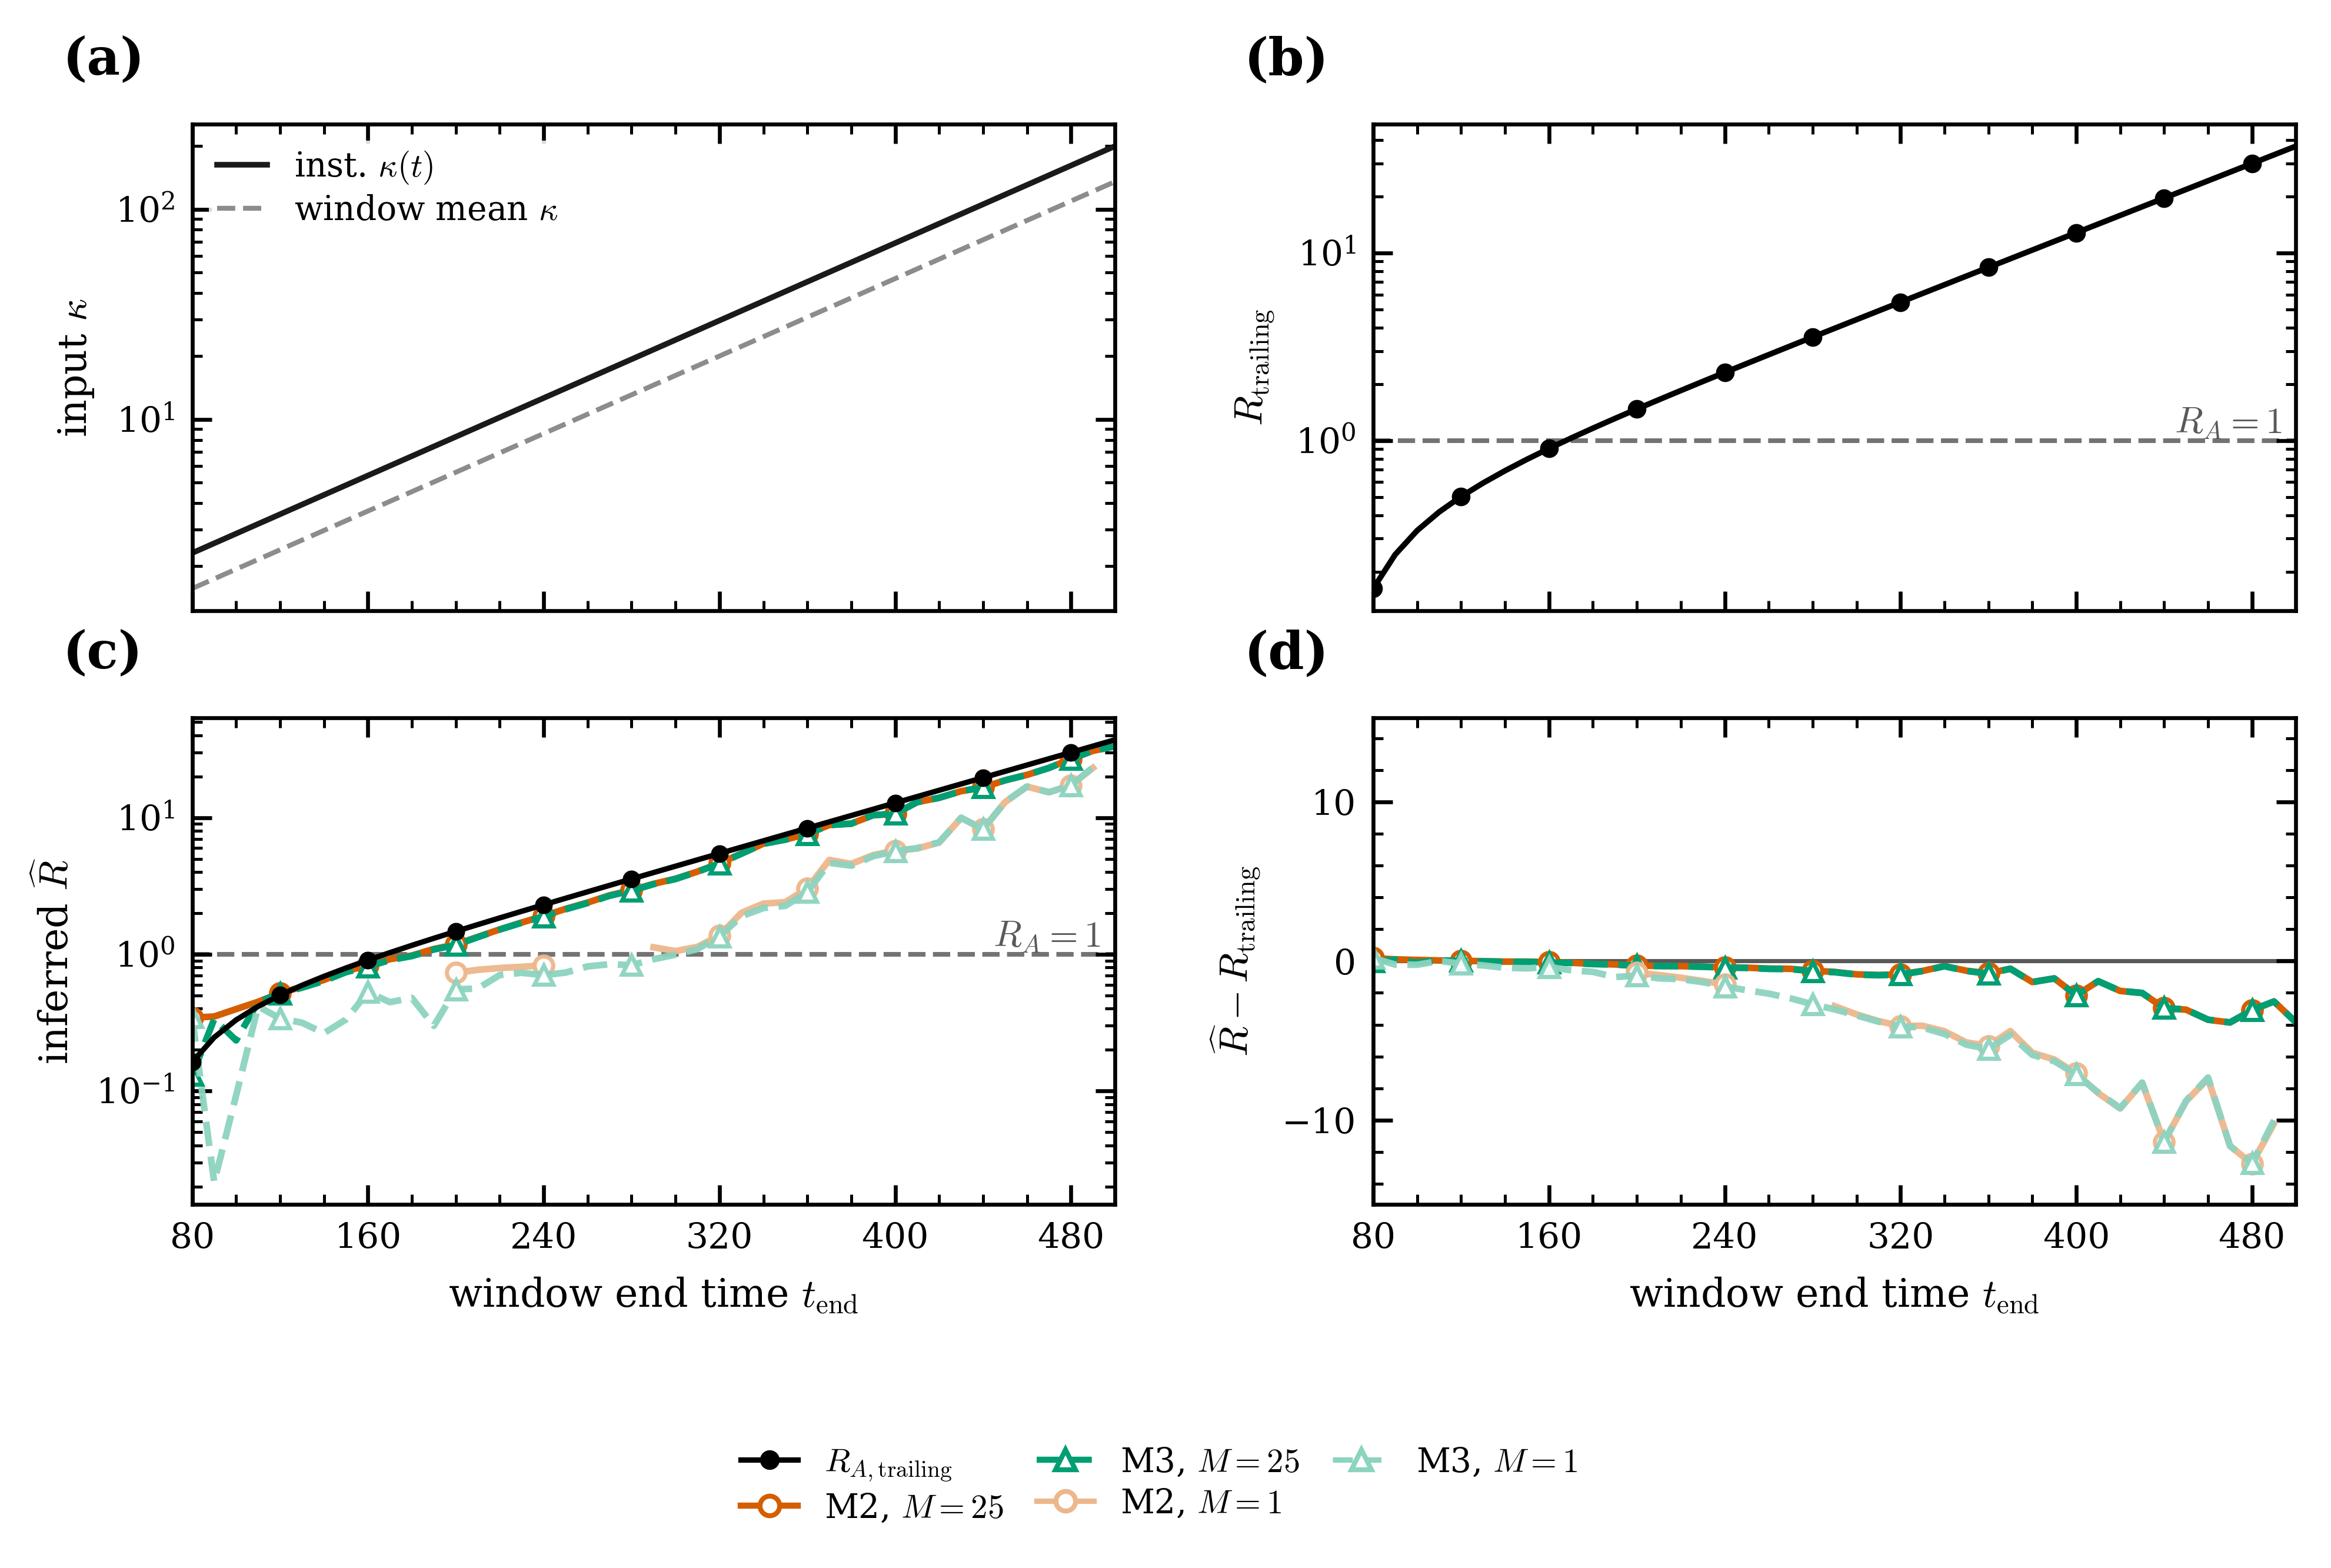 (a)
inst. κ(t)
window mean κ
10²
10¹
input κ
(b)
10¹
10⁰
R_trailing
R_A = 1
(c)
10¹
10⁰
10⁻¹
inferred R̂
R_A = 1
80 160 240 320 400 480
window end time t_end
(d)
10
0
−10
R̂ − R_trailing
80 160 240 320 400 480
window end time t_end
R_A, trailing
M2, M = 25
M3, M = 25
M2, M = 1
M3, M = 1